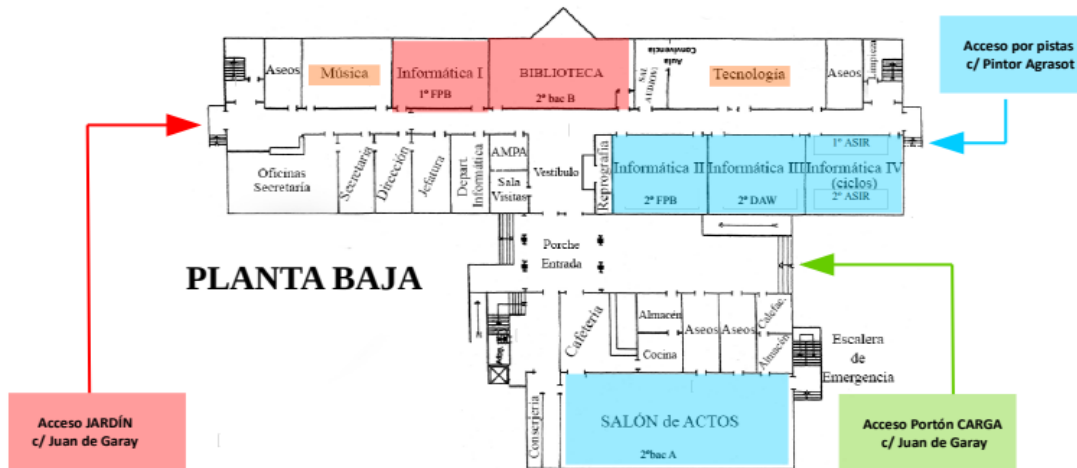 Acceso por pistas
c/ Pintor Agrasot
Aseos
Música
Informática I
1º FPB
BIBLIOTECA
2º bac B
SAL
AUDIOV.
Aula
Convivencia
Tecnología
Aseos
Limpieza
Oficinas
Secretaría
Secretaría
Dirección
Jefatura
Depart.
Informática
AMPA
Sala
Visitas
Vestíbulo
Reprografía
Informática II
2º FPB
Informática III
2º DAW
1º ASIR
Informática IV
(ciclos)
2º ASIR
PLANTA BAJA
Porche
Entrada
Cafetería
Almacén
Cocina
Aseos
Aseos
Calefac.
Almacén
Escalera
de
Emergencia
Conserjería
SALÓN de ACTOS
2ºbac A
Acceso JARDÍN
c/ Juan de Garay
Acceso Portón CARGA
c/ Juan de Garay